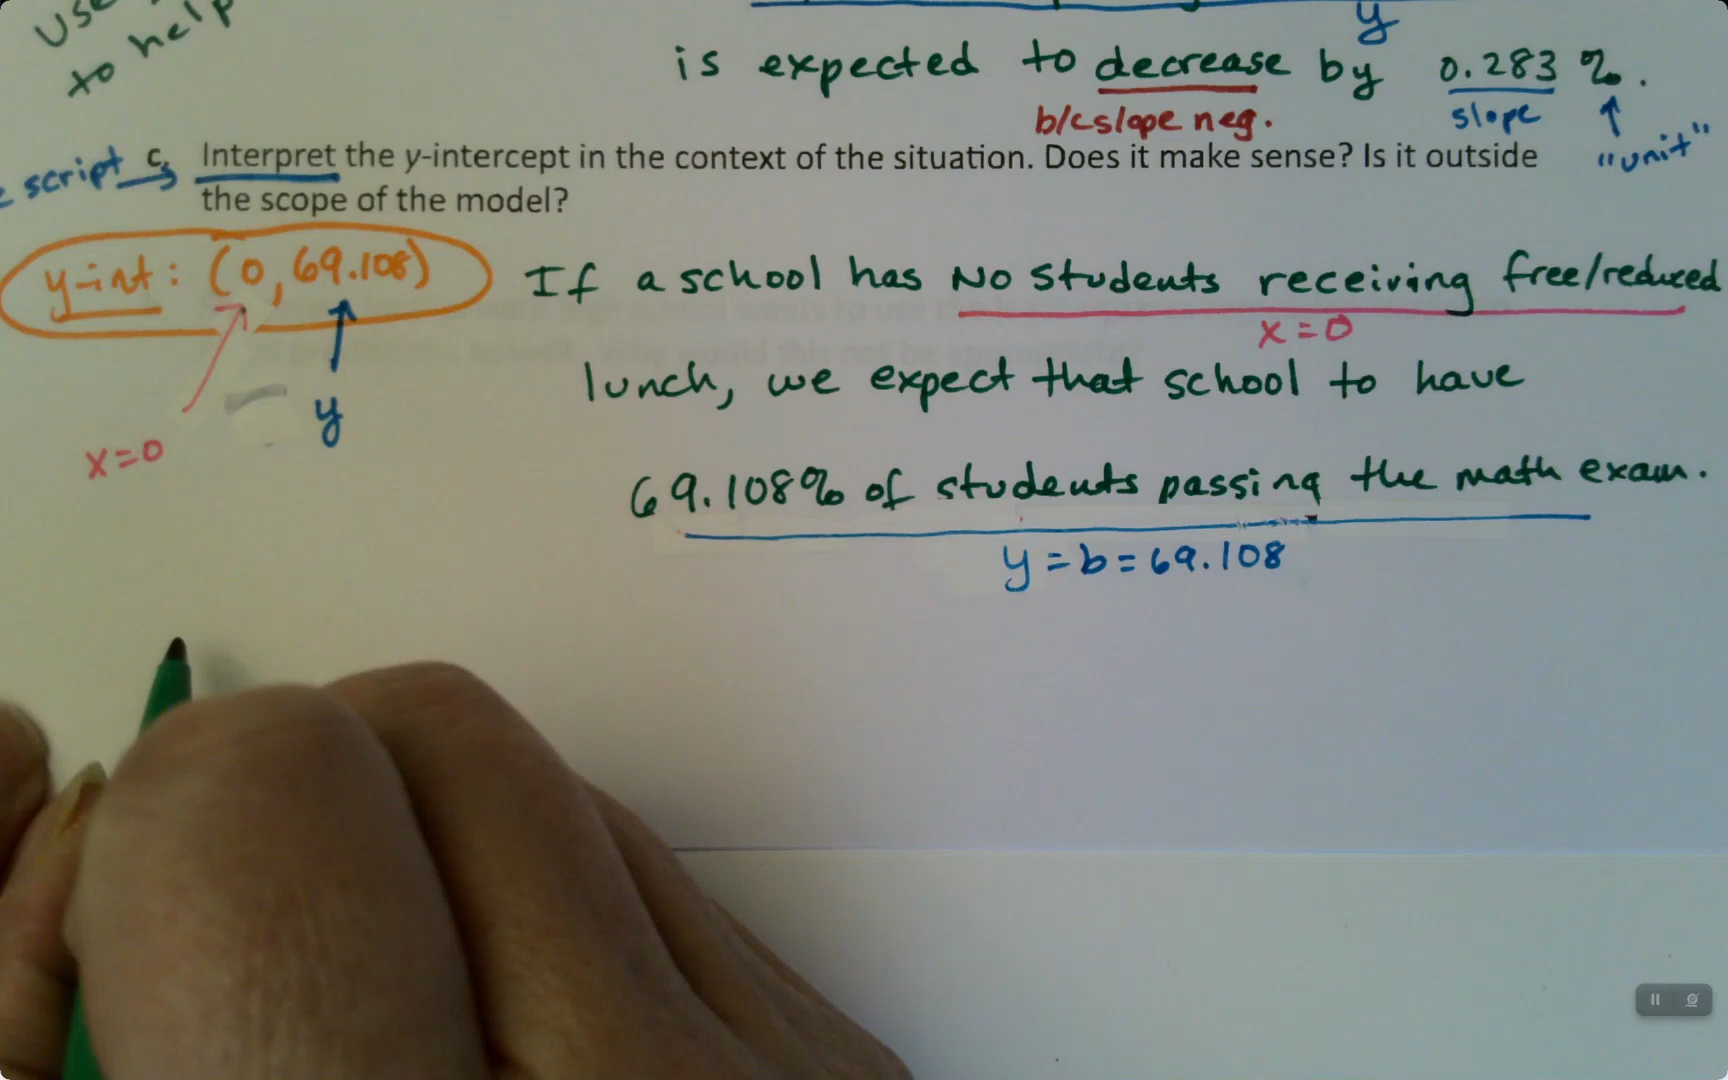 Use
to help
y
is expected to decrease by 0.283 %.
b/c slope neg.
slope
"unit"
script
c. Interpret the y-intercept in the context of the situation. Does it make sense? Is it outside
the scope of the model?
y-int: (0, 69.108)
If a school has No students receiving free/reduced
x=0
lunch, we expect that school to have
x=0
y
69.108% of students passing the math exam.
y = b = 69.108